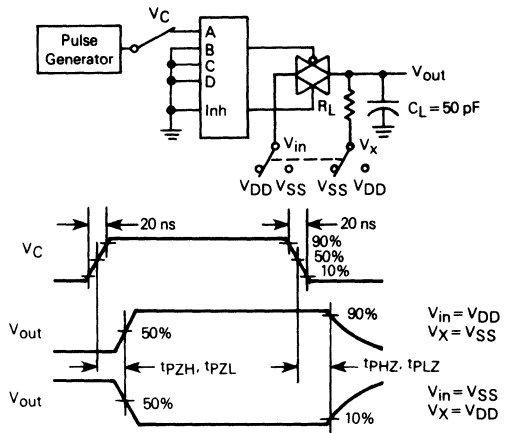 Pulse
Generator
VC
A
B
C
D
Inh
RL
Vout
CL = 50 pF
Vin
VX
VDD VSS VSS VDD
20 ns 20 ns
VC
90%
50%
10%
Vout
50%
90%
Vin = VDD
VX = VSS
tPZH, tPZL
tPHZ, tPLZ
Vout
50%
10%
Vin = VSS
VX = VDD